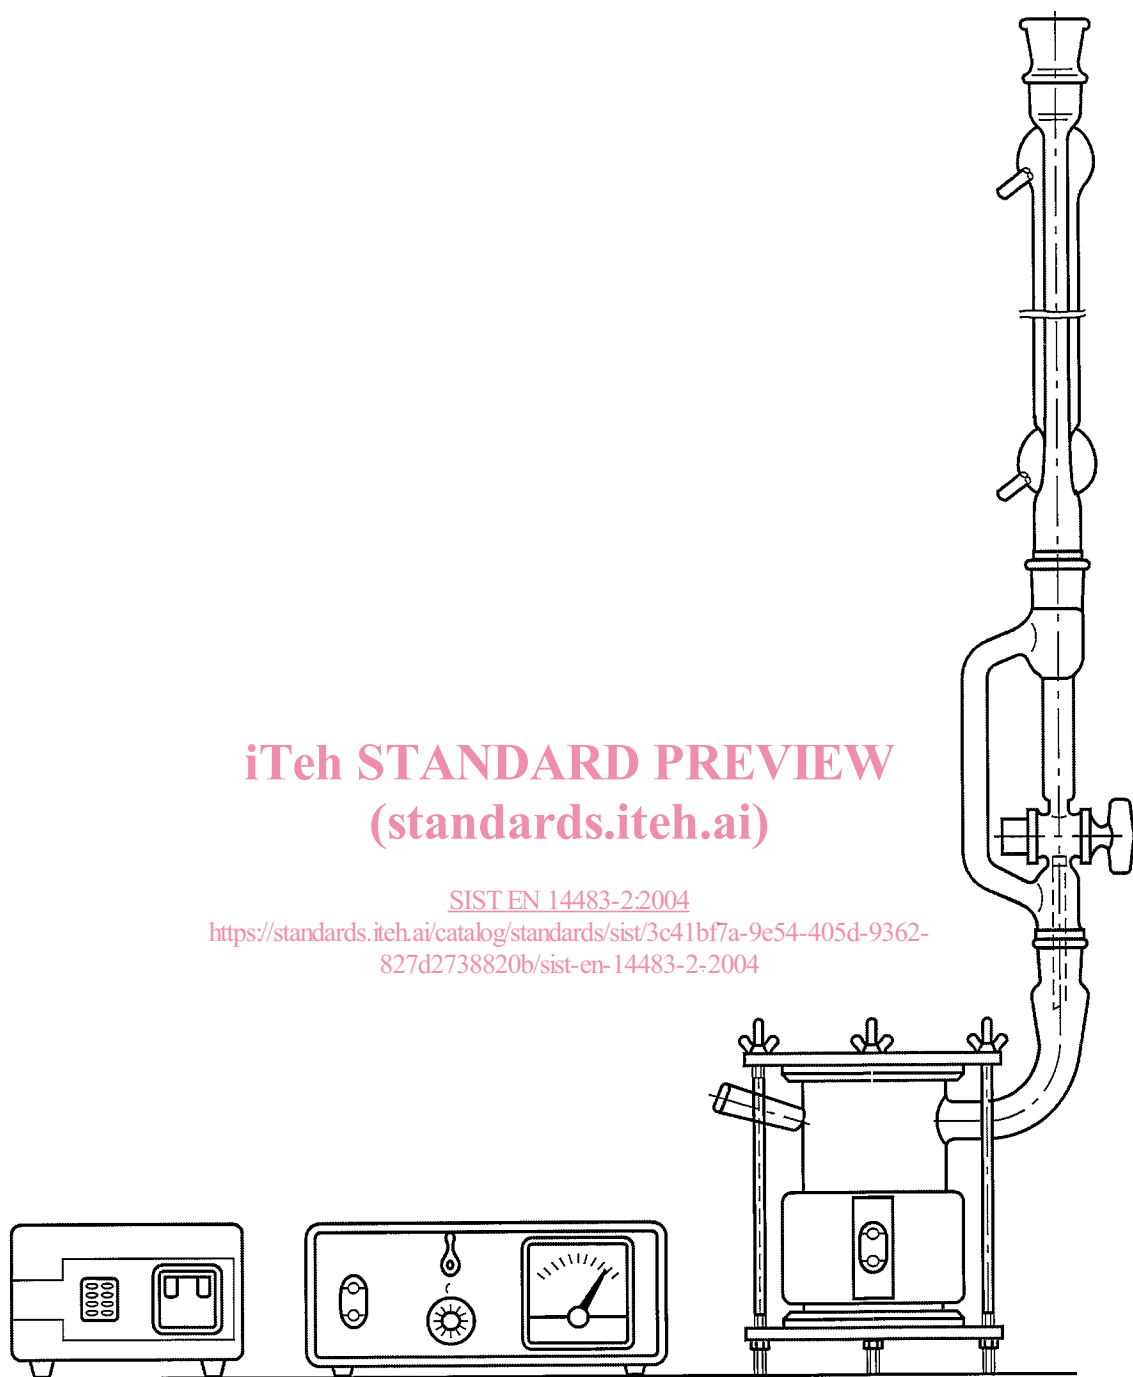 iTeh STANDARD PREVIEW
(standards.iteh.ai)
SIST EN 14483-2:2004
https://standards.iteh.ai/catalog/standards/sist/3c41bf7a-9e54-405d-9362-
827d2738820b/sist-en-14483-2-2004